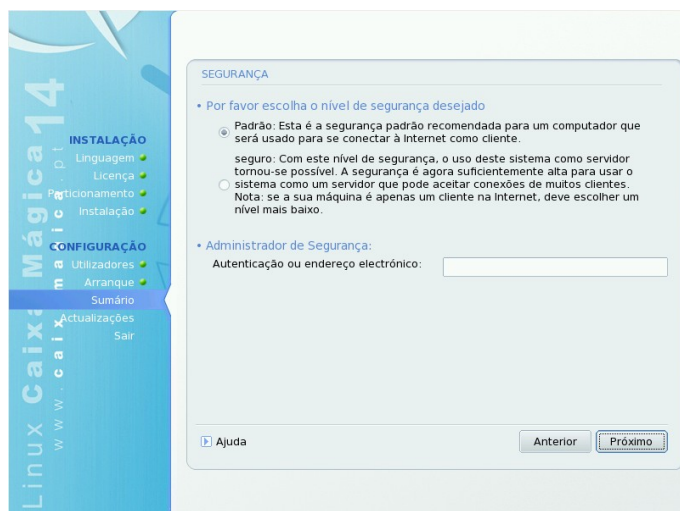 Linux Caixa Mágica 14
www.caixamagica.pt
INSTALAÇÃO
Linguagem
Licença
Particionamento
Instalação
CONFIGURAÇÃO
Utilizadores
Arranque
Sumário
Actualizações
Sair
SEGURANÇA
• Por favor escolha o nível de segurança desejado
Padrão: Esta é a segurança padrão recomendada para um computador que
será usado para se conectar à Internet como cliente.
seguro: Com este nível de segurança, o uso deste sistema como servidor
tornou-se possível. A segurança é agora suficientemente alta para usar o
sistema como um servidor que pode aceitar conexões de muitos clientes.
Nota: se a sua máquina é apenas um cliente na Internet, deve escolher um
nível mais baixo.
• Administrador de Segurança:
Autenticação ou endereço electrónico:
Ajuda
Anterior
Próximo